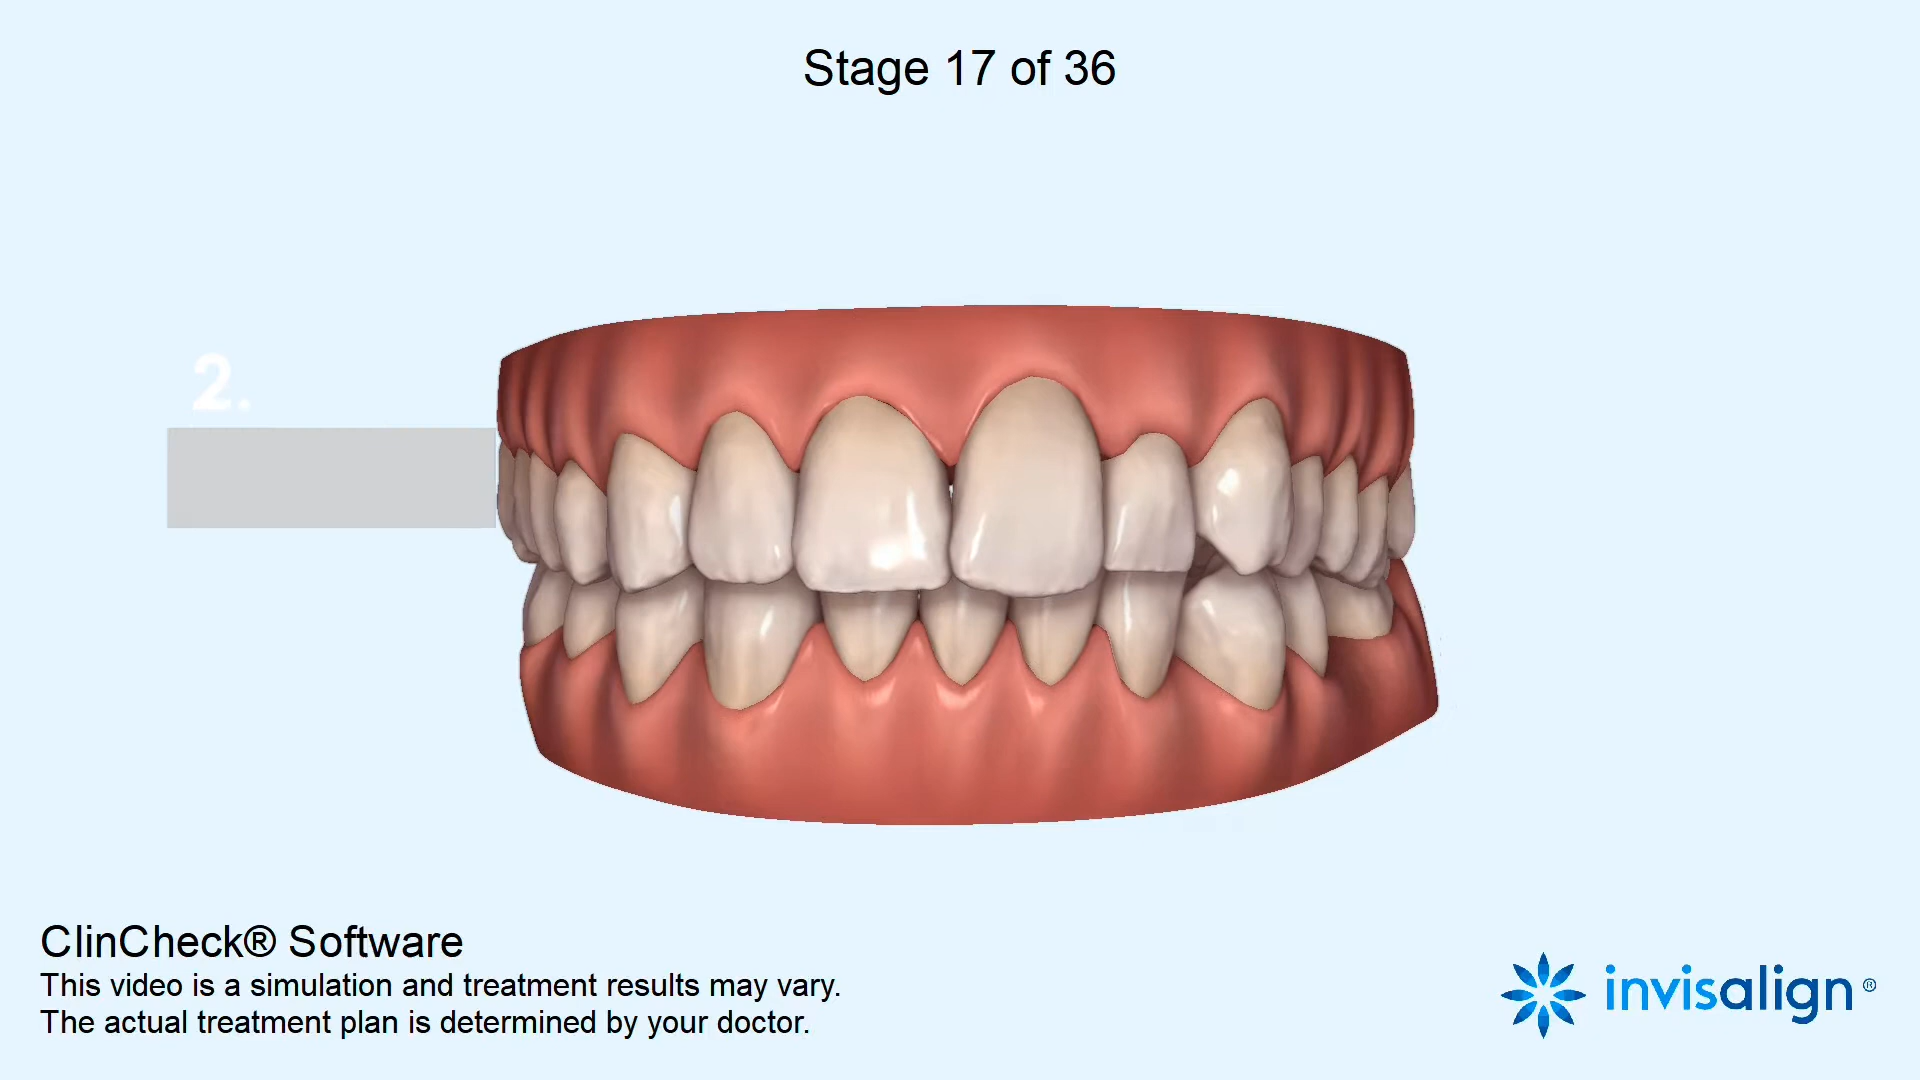 Stage 17 of 36
2.
ClinCheck® Software
This video is a simulation and treatment results may vary.
The actual treatment plan is determined by your doctor.
invisalign®